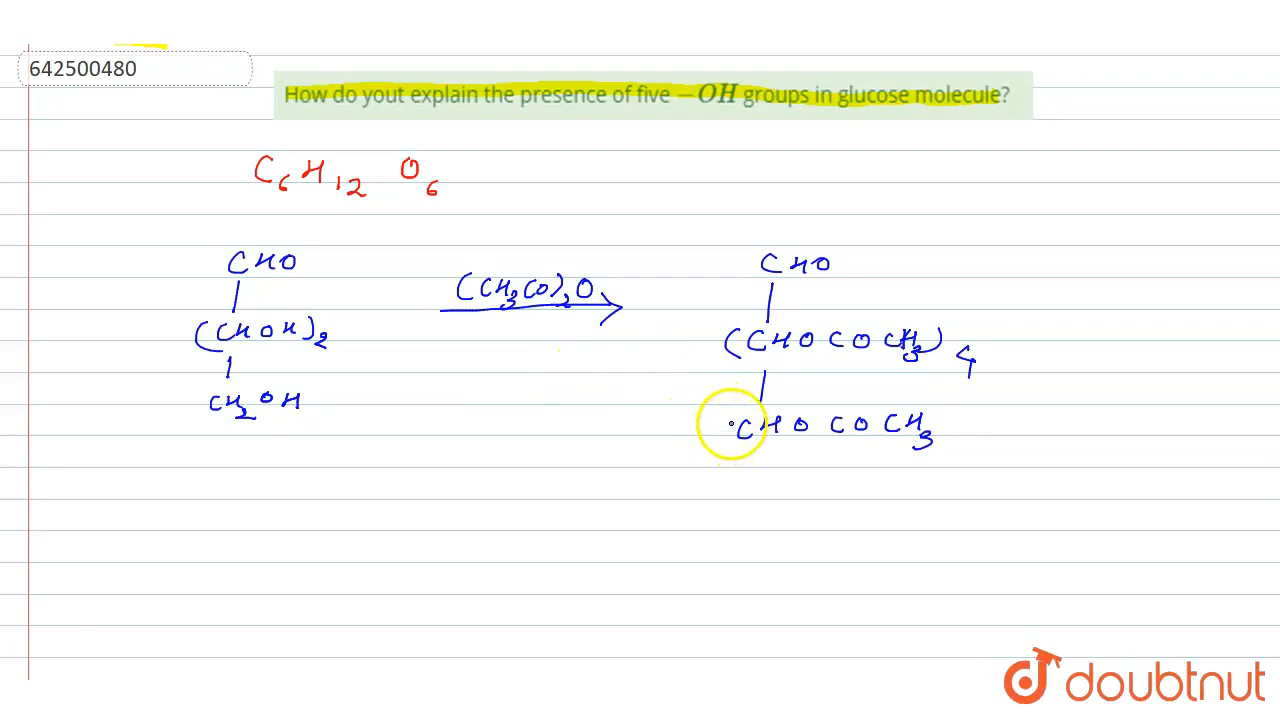 642500480
How do yout explain the presence of five −OH groups in glucose molecule?
C6H12O6
CHO
(CHOH)2
CH2OH
(CH3CO)2O
CHO
(CHOCOCH3)4
CHOCOCH3
doubtnut